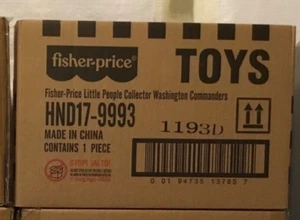 fisher-price TOYS
Fisher-Price Little People Collector Washington Commanders
HND17-9993
MADE IN CHINA
CONTAINS 1 PIECE
1193D
STOP!